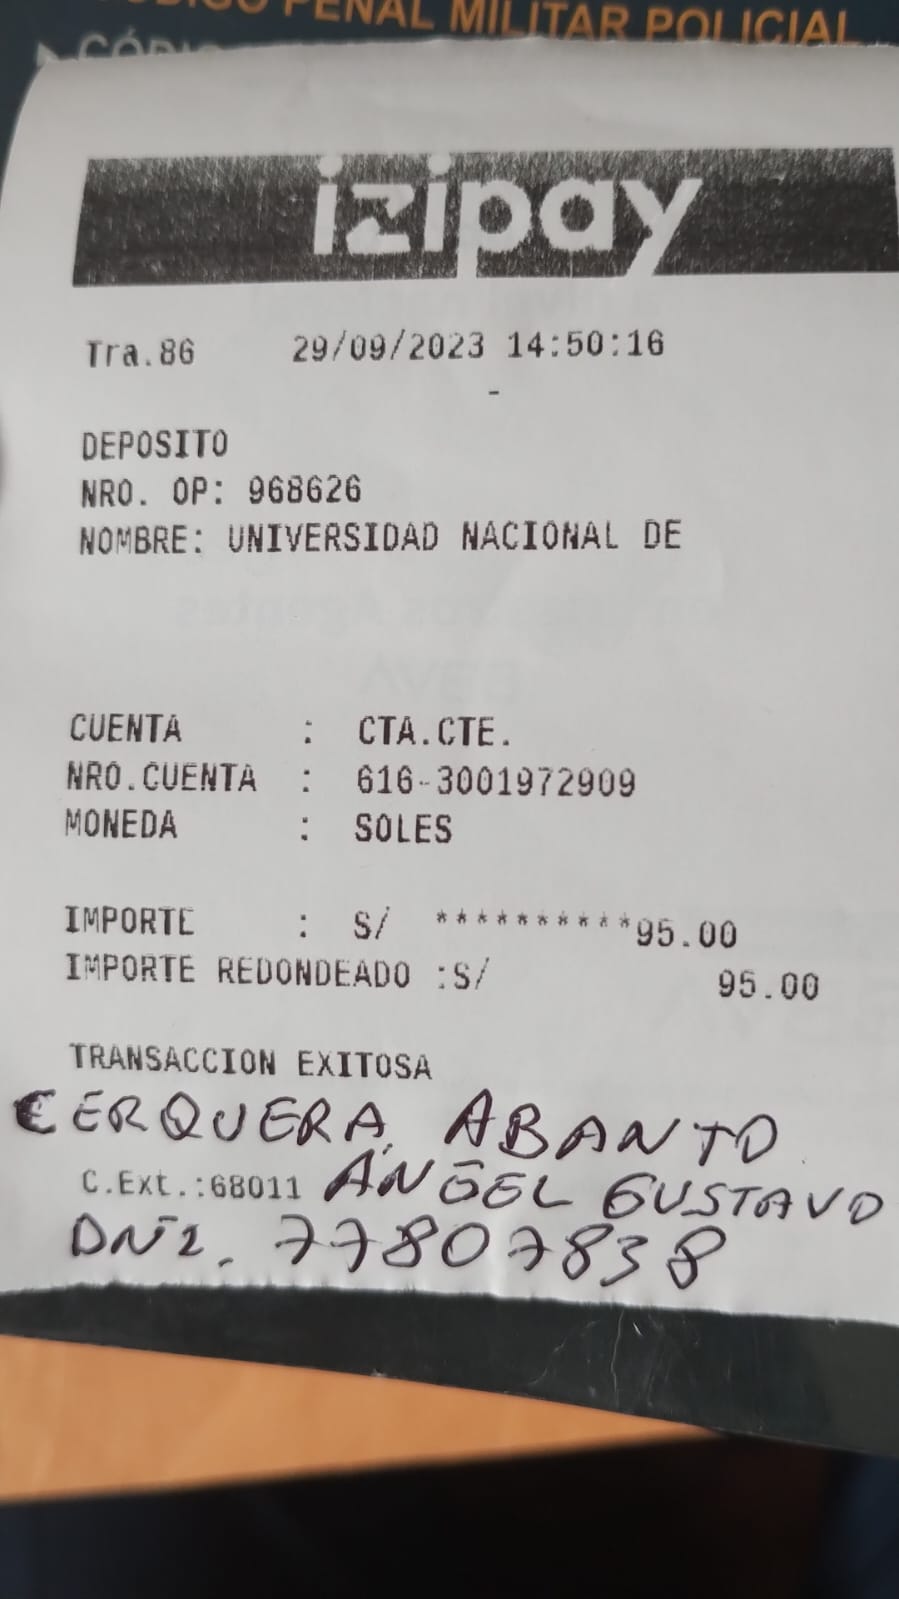 CÓDIGO PENAL MILITAR POLICIAL
izipay
Tra.86 29/09/2023 14:50:16
-
DEPOSITO
NRO. OP: 968626
NOMBRE: UNIVERSIDAD NACIONAL DE
CUENTA : CTA.CTE.
NRO.CUENTA : 616-3001972909
MONEDA : SOLES
IMPORTE : S/ **********95.00
IMPORTE REDONDEADO :S/ 95.00
TRANSACCION EXITOSA
CERQUERA ABANTO
C.Ext.:68011 ANGEL GUSTAVO
DNI. 77807838